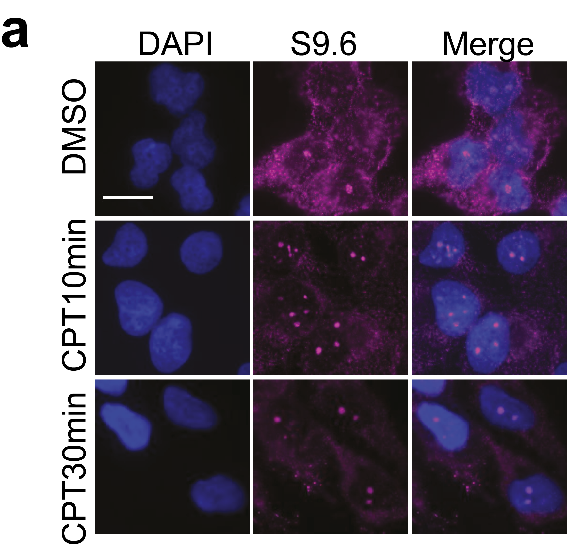 a
DAPI S9.6 Merge
DMSO
CPT10min
CPT30min